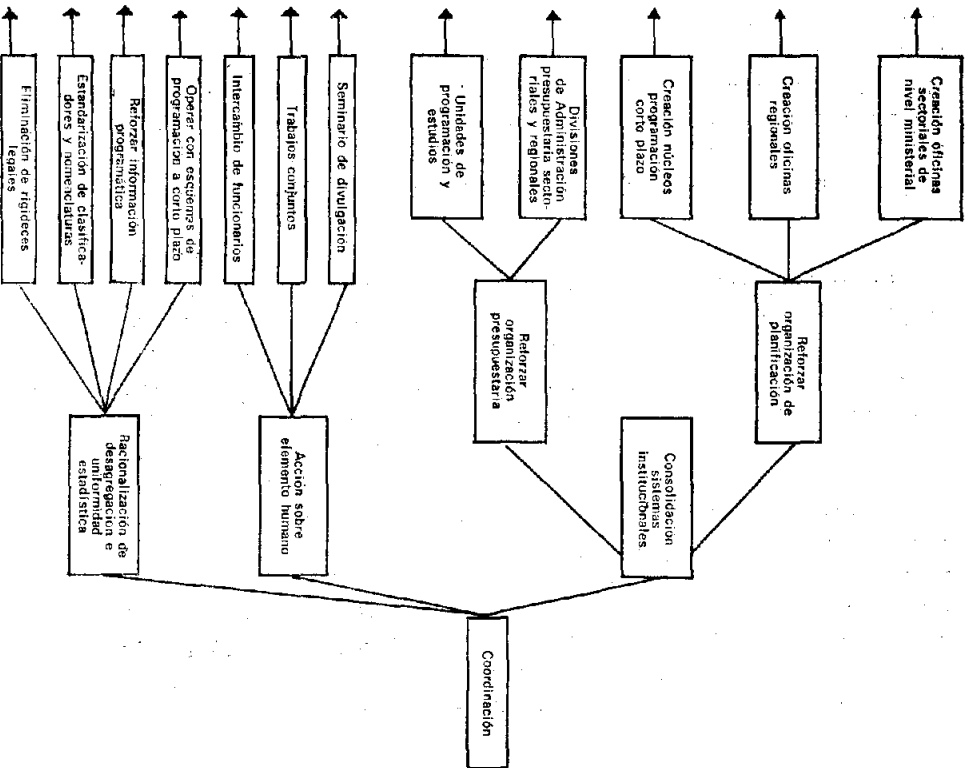 Coordinación
Consolidación
sistemas
institucionales
Acción sobre
elemento humano
Racionalización de
desagregación e
uniformidad
estadística
Reforzar
organización de
planificación
Reforzar
organización
presupuestaria
Creación oficinas
sectoriales de
nivel ministerial
Creación oficinas
regionales
Creación núcleos
programación
corto plazo
Divisiones
de Administración
presupuestaria secto-
riales y regionales
Unidades de
programación y
estudios
Seminario de divulgación
Trabajos conjuntos
Intercambio de funcionarios
Operar con esquemas de
programación a corto plazo
Reforzar información
programática
Estandarización de clasifica-
dores y nomenclaturas
Eliminación de rigideces
legales